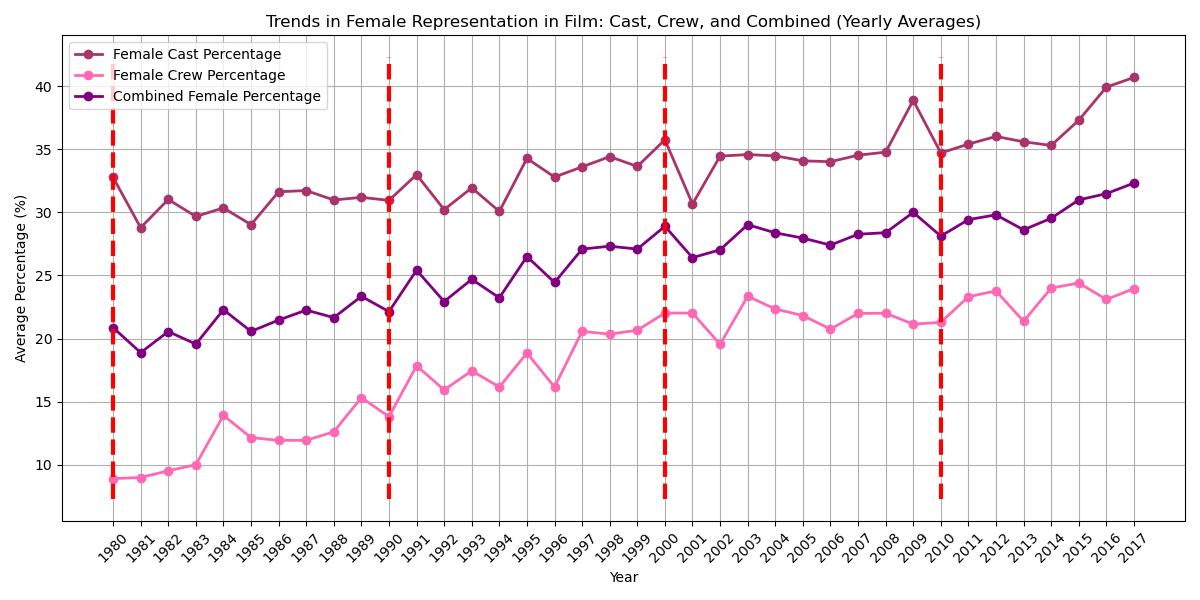 Trends in Female Representation in Film: Cast, Crew, and Combined (Yearly Averages)
Female Cast Percentage
Female Crew Percentage
Combined Female Percentage
Average Percentage (%)
40
35
30
25
20
15
10
1980 1981 1982 1983 1984 1985 1986 1987 1988 1989 1990 1991 1992 1993 1994 1995 1996 1997 1998 1999 2000 2001 2002 2003 2004 2005 2006 2007 2008 2009 2010 2011 2012 2013 2014 2015 2016 2017
Year